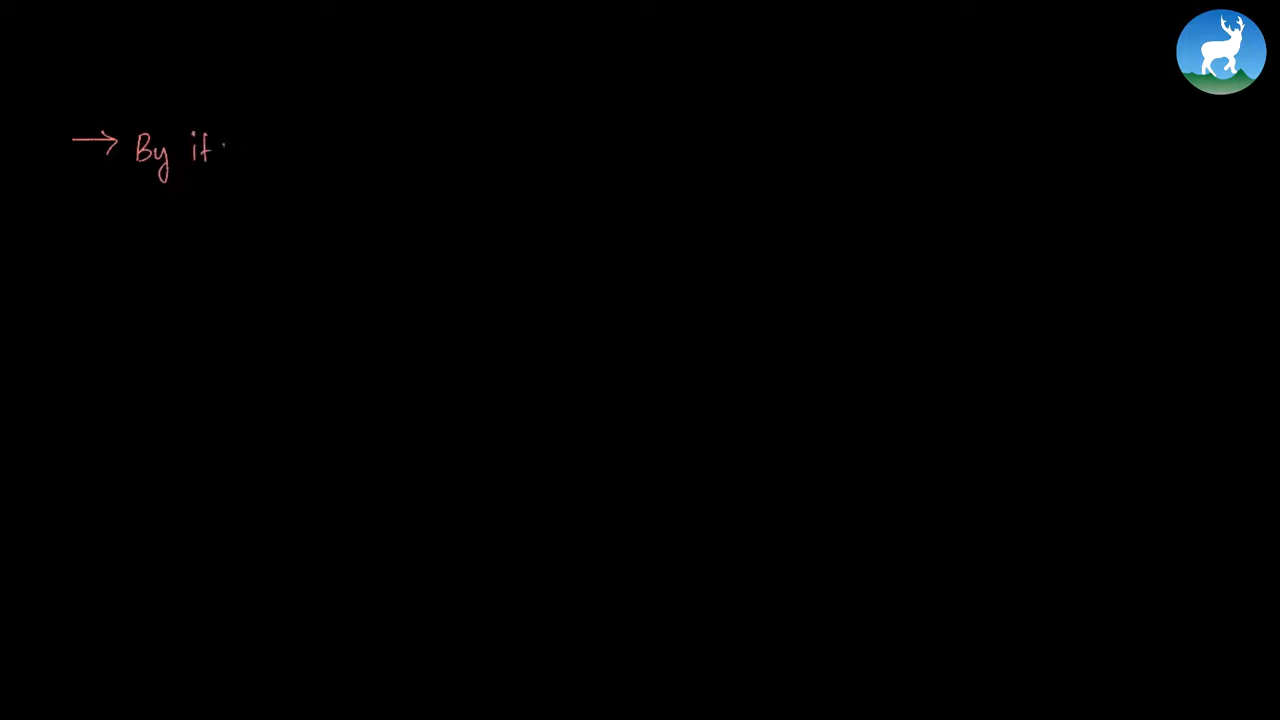 → By it